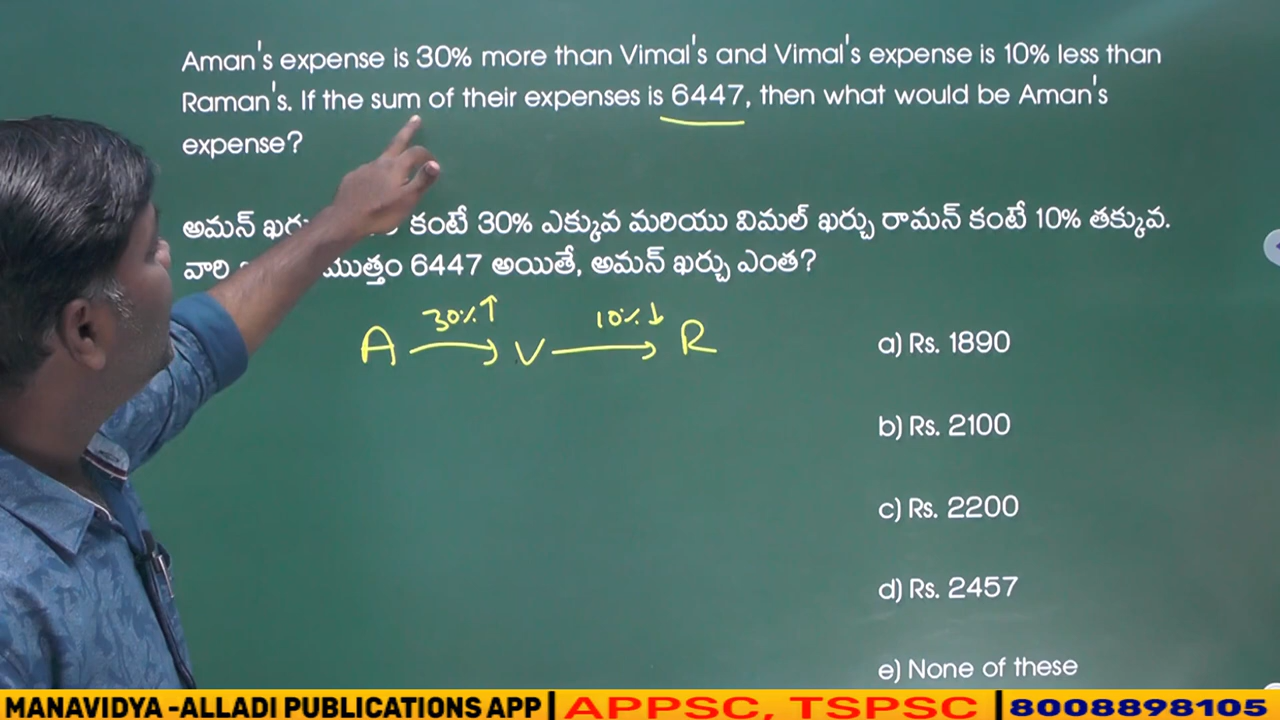 Aman's expense is 30% more than Vimal's and Vimal's expense is 10% less than
Raman's. If the sum of their expenses is 6447, then what would be Aman's
expense?
అమన్ కంటే 30% ఎక్కువ మరియు విమల్ ఖర్చు రామన్ కంటే 10% తక్కువ.
వారి 6447 అయితే, అమన్ ఖర్చు ఎంత?
30%↑ 10%↓
A → V → R
a) Rs. 1890
b) Rs. 2100
c) Rs. 2200
d) Rs. 2457
e) None of these
MANAVIDYA -ALLADI PUBLICATIONS APP | APPSC, TSPSC | 8008898105